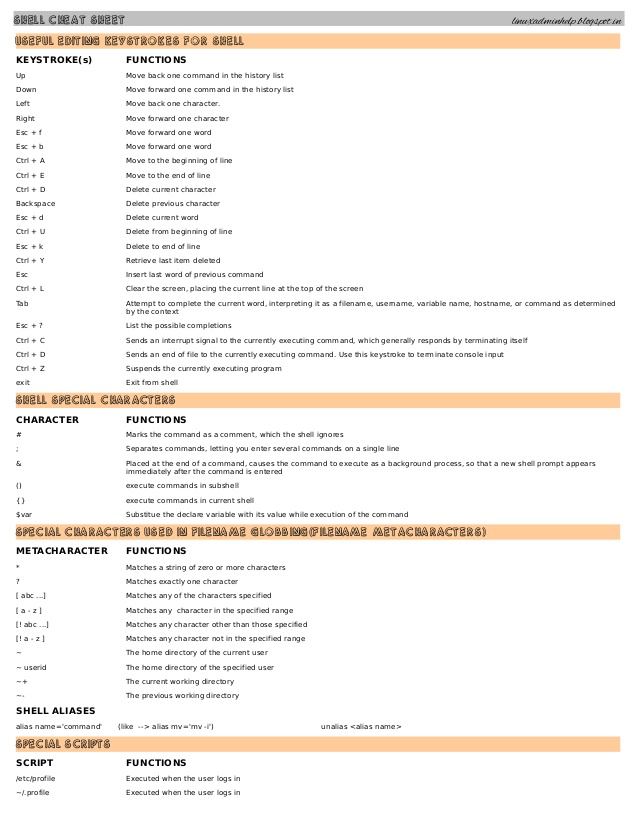 SHELL CHEAT SHEET linuxadminhelp.blogspot.in
USEFUL EDITING KEYSTROKES FOR SHELL
KEYSTROKE(s) FUNCTIONS
Up Move back one command in the history list
Down Move forward one command in the history list
Left Move back one character.
Right Move forward one character
Esc + f Move forward one word
Esc + b Move forward one word
Ctrl + A Move to the beginning of line
Ctrl + E Move to the end of line
Ctrl + D Delete current character
Backspace Delete previous character
Esc + d Delete current word
Ctrl + U Delete from beginning of line
Esc + k Delete to end of line
Ctrl + Y Retrieve last item deleted
Esc Insert last word of previous command
Ctrl + L Clear the screen, placing the current line at the top of the screen
Tab Attempt to complete the current word, interpreting it as a filename, username, variable name, hostname, or command as determined
by the context
Esc + ? List the possible completions
Ctrl + C Sends an interrupt signal to the currently executing command, which generally responds by terminating itself
Ctrl + D Sends an end of file to the currently executing command. Use this keystroke to terminate console input
Ctrl + Z Suspends the currently executing program
exit Exit from shell
SHELL SPECIAL CHARACTERS
CHARACTER FUNCTIONS
# Marks the command as a comment, which the shell ignores
; Separates commands, letting you enter several commands on a single line
& Placed at the end of a command, causes the command to execute as a background process, so that a new shell prompt appears
immediately after the command is entered
() execute commands in subshell
{} execute commands in current shell
$var Substitue the declare variable with its value while execution of the command
SPECIAL CHARACTERS USED IN FILENAME GLOBBING(FILENAME METACHARACTERS)
METACHARACTER FUNCTIONS
* Matches a string of zero or more characters
? Matches exactly one character
[ abc ...] Matches any of the characters specified
[ a - z ] Matches any character in the specified range
[! abc ...] Matches any character other than those specified
[! a - z ] Matches any character not in the specified range
~ The home directory of the current user
~ userid The home directory of the specified user
~+ The current working directory
~- The previous working directory
SHELL ALIASES
alias name='command' (like --> alias mv='mv -i') unalias <alias name>
SPECIAL SCRIPTS
SCRIPT FUNCTIONS
/etc/profile Executed when the user logs in
~/.profile Executed when the user logs in